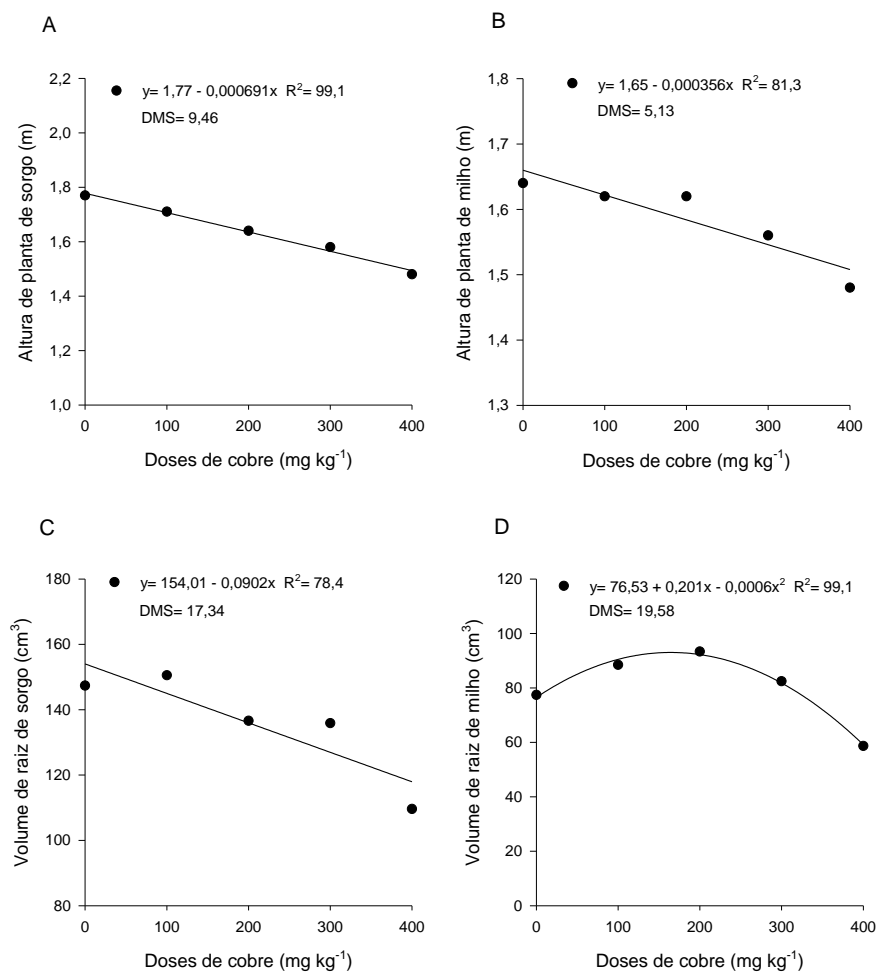 A
y= 1,77 - 0,000691x R²= 99,1
DMS= 9,46
Altura de planta de sorgo (m)
2,2
2,0
1,8
1,6
1,4
1,2
1,0
0 100 200 300 400
Doses de cobre (mg kg⁻¹)
B
y= 1,65 - 0,000356x R²= 81,3
DMS= 5,13
Altura de planta de milho (m)
1,8
1,7
1,6
1,5
1,4
1,3
0 100 200 300 400
Doses de cobre (mg kg⁻¹)
C
y= 154,01 - 0,0902x R²= 78,4
DMS= 17,34
Volume de raiz de sorgo (cm³)
180
160
140
120
100
80
0 100 200 300 400
Doses de cobre (mg kg⁻¹)
D
y= 76,53 + 0,201x - 0,0006x² R²= 99,1
DMS= 19,58
Volume de raiz de milho (cm³)
120
100
80
60
40
20
0
0 100 200 300 400
Doses de cobre (mg kg⁻¹)